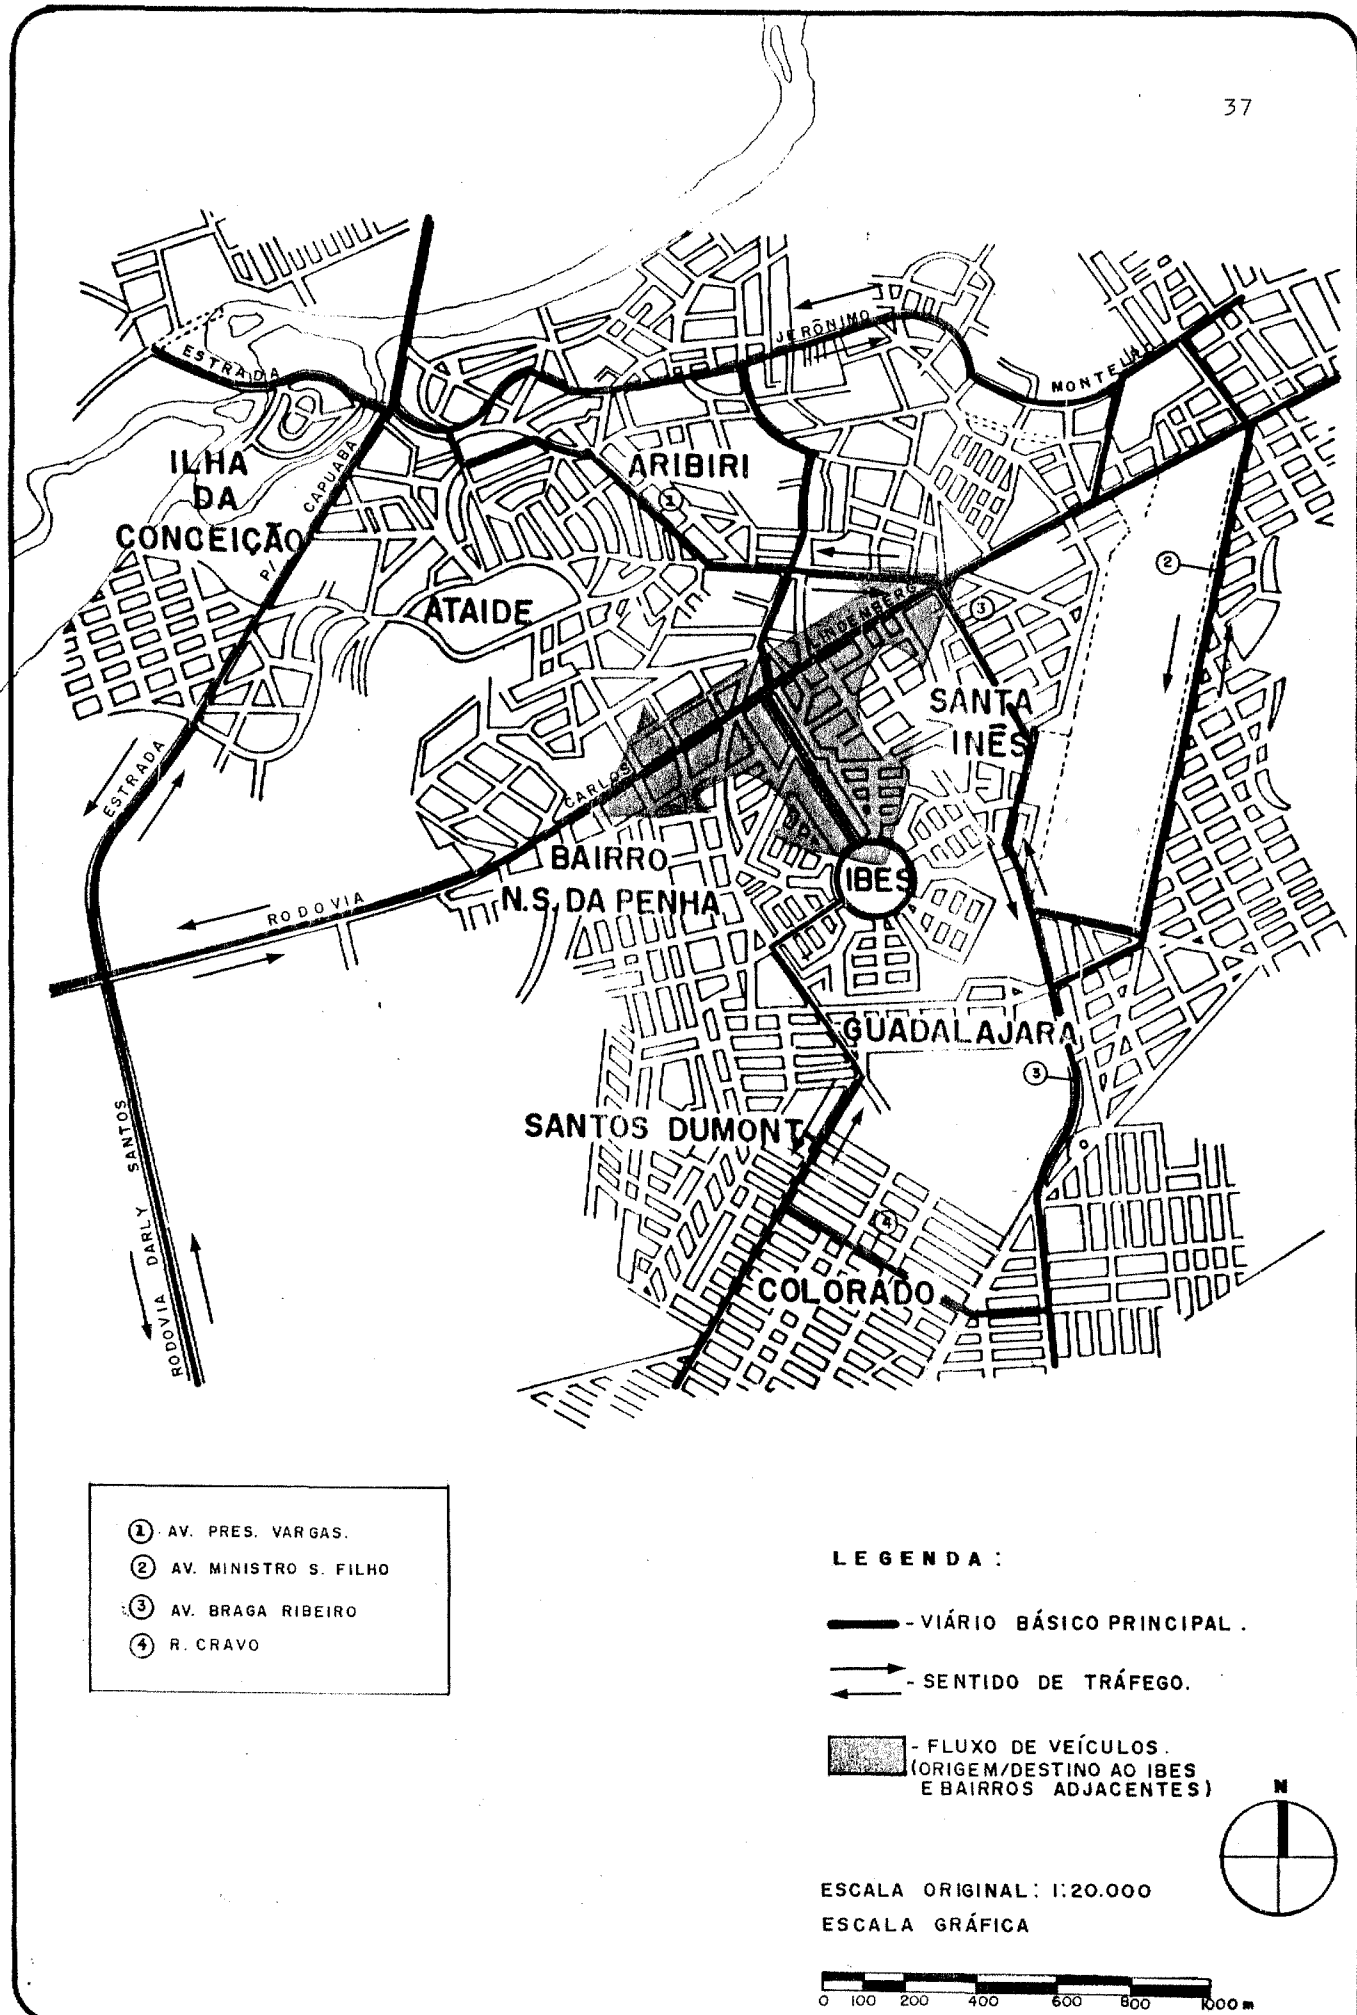 37
JERÔNIMO
MONTEIRO
ESTRADA
ILHA
DA
CONCEIÇÃO
P/ CAPUABA
ARIBIRI
1
2
ATAIDE
LINDENBERG
3
SANTA
INÊS
ESTRADA
CARLOS
BAIRRO
N.S. DA PENHA
IBES
RODOVIA
GUADALAJARA
3
SANTOS DUMONT
4
COLORADO
RODOVIA DARLY SANTOS
1 AV. PRES. VARGAS.
2 AV. MINISTRO S. FILHO
3 AV. BRAGA RIBEIRO
4 R. CRAVO
LEGENDA:
- VIÁRIO BÁSICO PRINCIPAL.
- SENTIDO DE TRÁFEGO.
- FLUXO DE VEÍCULOS.
(ORIGEM/DESTINO AO IBES
E BAIRROS ADJACENTES)
N
ESCALA ORIGINAL: 1:20.000
ESCALA GRÁFICA
0 100 200 400 600 800 1000 m